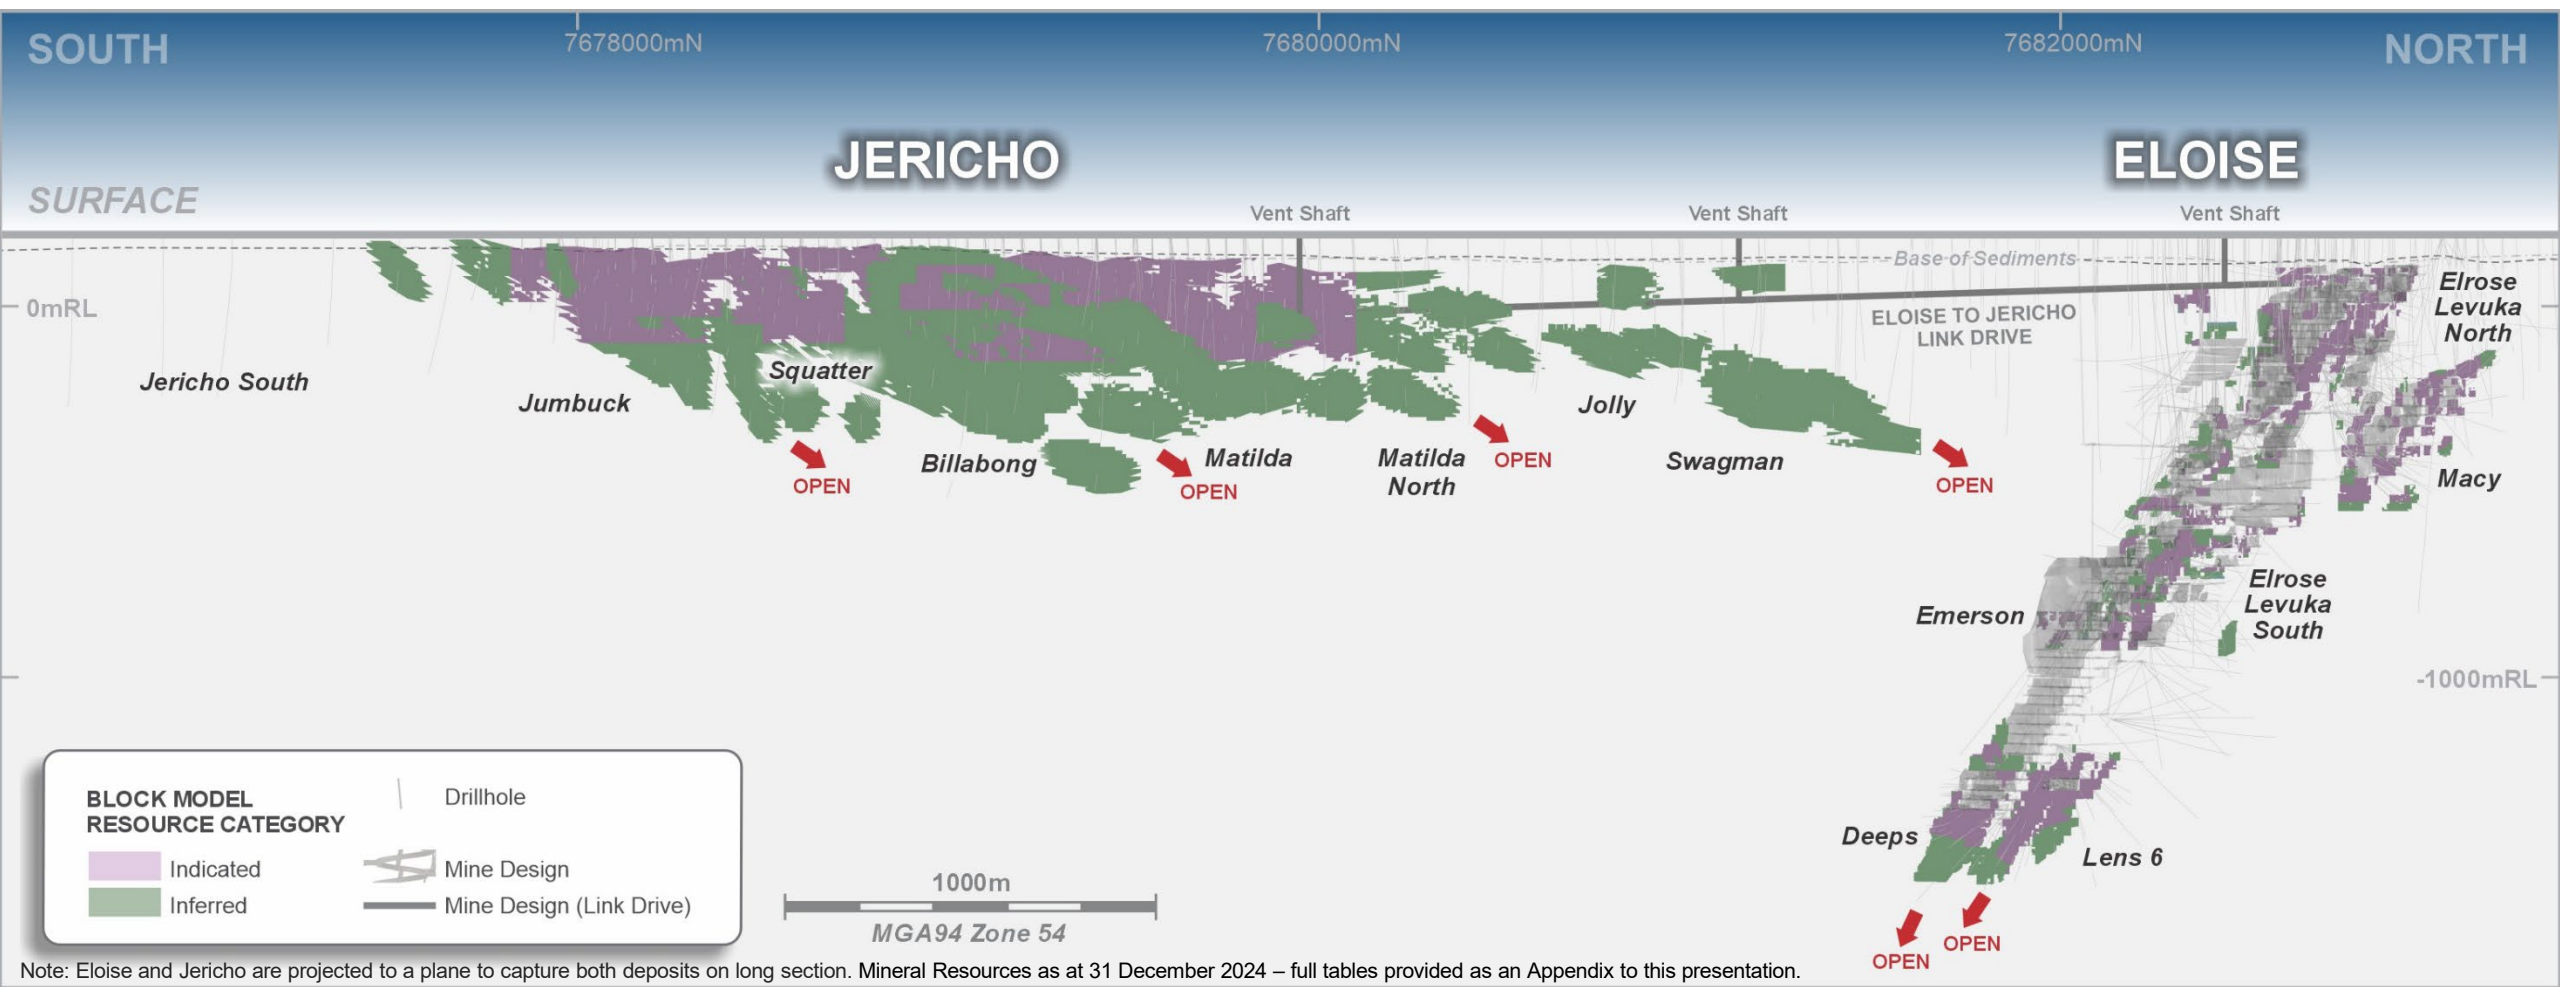 7678000mN
7680000mN
7682000mN
SOUTH
NORTH
JERICHO
ELOISE
SURFACE
Vent Shaft
Vent Shaft
Vent Shaft
Base of Sediments
0mRL
ELOISE TO JERICHO
LINK DRIVE
Elrose
Levuka
North
Jericho South
Jumbuck
Squatter
Billabong
Matilda
Matilda
North
Jolly
Swagman
Macy
OPEN
OPEN
OPEN
OPEN
Emerson
Elrose
Levuka
South
-1000mRL
Deeps
Lens 6
OPEN
OPEN
BLOCK MODEL
RESOURCE CATEGORY
Indicated
Inferred
Drillhole
Mine Design
Mine Design (Link Drive)
1000m
MGA94 Zone 54
Note: Eloise and Jericho are projected to a plane to capture both deposits on long section. Mineral Resources as at 31 December 2024 – full tables provided as an Appendix to this presentation.